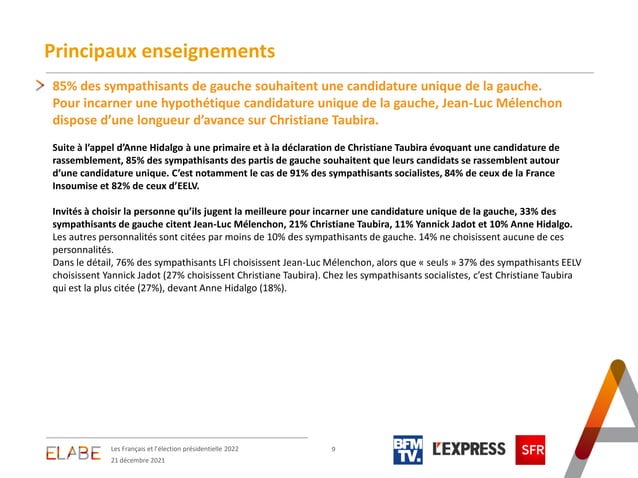 Principaux enseignements
85% des sympathisants de gauche souhaitent une candidature unique de la gauche.
Pour incarner une hypothétique candidature unique de la gauche, Jean-Luc Mélenchon
dispose d’une longueur d’avance sur Christiane Taubira.
Suite à l’appel d’Anne Hidalgo à une primaire et à la déclaration de Christiane Taubira évoquant une candidature de
rassemblement, 85% des sympathisants des partis de gauche souhaitent que leurs candidats se rassemblent autour
d’une candidature unique. C’est notamment le cas de 91% des sympathisants socialistes, 84% de ceux de la France
Insoumise et 82% de ceux d’EELV.
Invités à choisir la personne qu’ils jugent la meilleure pour incarner une candidature unique de la gauche, 33% des
sympathisants de gauche citent Jean-Luc Mélenchon, 21% Christiane Taubira, 11% Yannick Jadot et 10% Anne Hidalgo.
Les autres personnalités sont citées par moins de 10% des sympathisants de gauche. 14% ne choisissent aucune de ces
personnalités.
Dans le détail, 76% des sympathisants LFI choisissent Jean-Luc Mélenchon, alors que « seuls » 37% des sympathisants EELV
choisissent Yannick Jadot (27% choisissent Christiane Taubira). Chez les sympathisants socialistes, c’est Christiane Taubira
qui est la plus citée (27%), devant Anne Hidalgo (18%).
ELABE
Les Français et l’élection présidentielle 2022
21 décembre 2021
9
BFM
TV.
L'EXPRESS
SFR